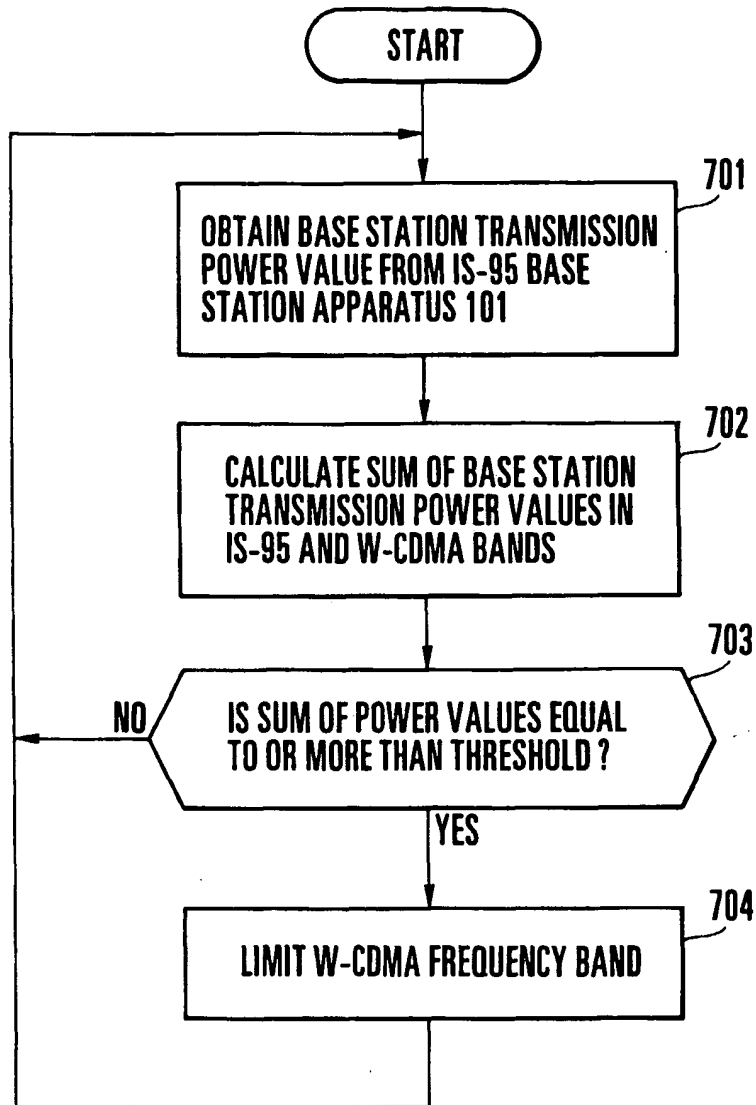 START
701
OBTAIN BASE STATION TRANSMISSION
POWER VALUE FROM IS-95 BASE
STATION APPARATUS 101
702
CALCULATE SUM OF BASE STATION
TRANSMISSION POWER VALUES IN
IS-95 AND W-CDMA BANDS
703
NO
IS SUM OF POWER VALUES EQUAL
TO OR MORE THAN THRESHOLD ?
YES
704
LIMIT W-CDMA FREQUENCY BAND